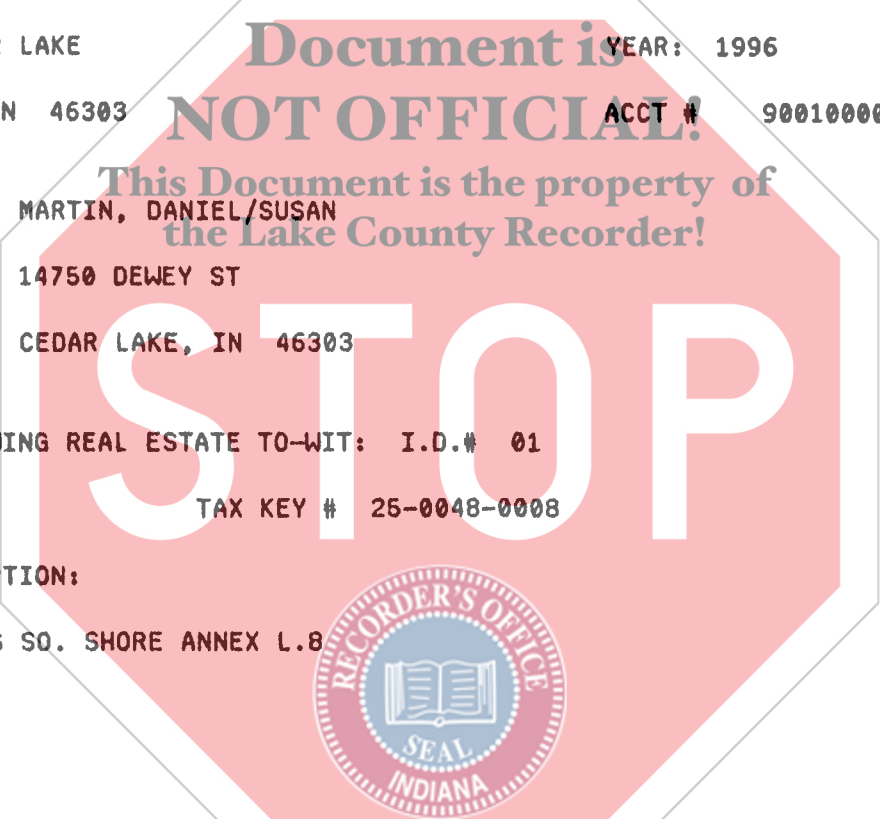 LAKE YEAR: 1996
46303 ACCT #
Document is
NOT OFFICIAL!
This Document is the property of
the Lake County Recorder!
MARTIN, DANIEL/SUSAN
14750 DEWEY ST
CEDAR LAKE, IN 46303
STOP
REAL ESTATE TO-WIT: I.D.# 01
TAX KEY # 25-0048-0008
SO. SHORE ANNEX L.8
RECORDER'S OFFICE
SEAL
INDIANA